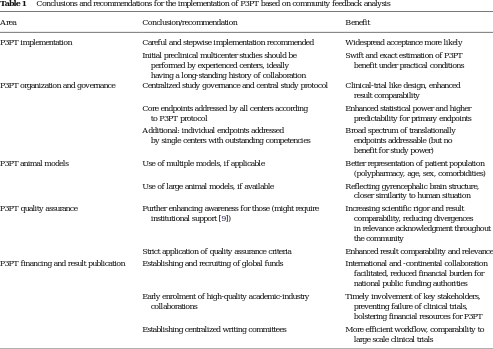 Table 1 Conclusions and recommendations for the implementation of P3PT based on community feedback analysis
Area Conclusion/recommendation Benefit
P3PT implementation Careful and stepwise implementation recommended Widespread acceptance more likely
Initial preclinical multicenter studies should be Swift and exact estimation of P3PT
performed by experienced centers, ideally benefit under practical conditions
having a long-standing history of collaboration
P3PT organization and governance Centralized study governance and central study protocol Clinical-trial like design, enhanced
result comparability
Core endpoints addressed by all centers according Enhanced statistical power and higher
to P3PT protocol predictability for primary endpoints
Additional: individual endpoints addressed Broad spectrum of translationally
by single centers with outstanding competencies endpoints addressable (but no
benefit for study power)
P3PT animal models Use of multiple models, if applicable Better representation of patient population
(polypharmacy, age, sex, comorbidities)
Use of large animal models, if available Reflecting gyrencephalic brain structure,
closer similarity to human situation
P3PT quality assurance Further enhancing awareness for those (might require Increasing scientific rigor and result
institutional support [9]) comparability, reducing divergences
in relevance acknowledgment throughout
the community
Strict application of quality assurance criteria Enhanced result comparability and relevance
P3PT financing and result publication Establishing and recruiting of global funds International and -continental collaboration
facilitated, reduced financial burden for
national public funding authorities
Early enrolment of high-quality academic-industry Timely involvement of key stakeholders,
collaborations preventing failure of clinical trials,
bolstering financial resources for P3PT
Establishing centralized writing committees More efficient workflow, comparability to
large scale clinical trials